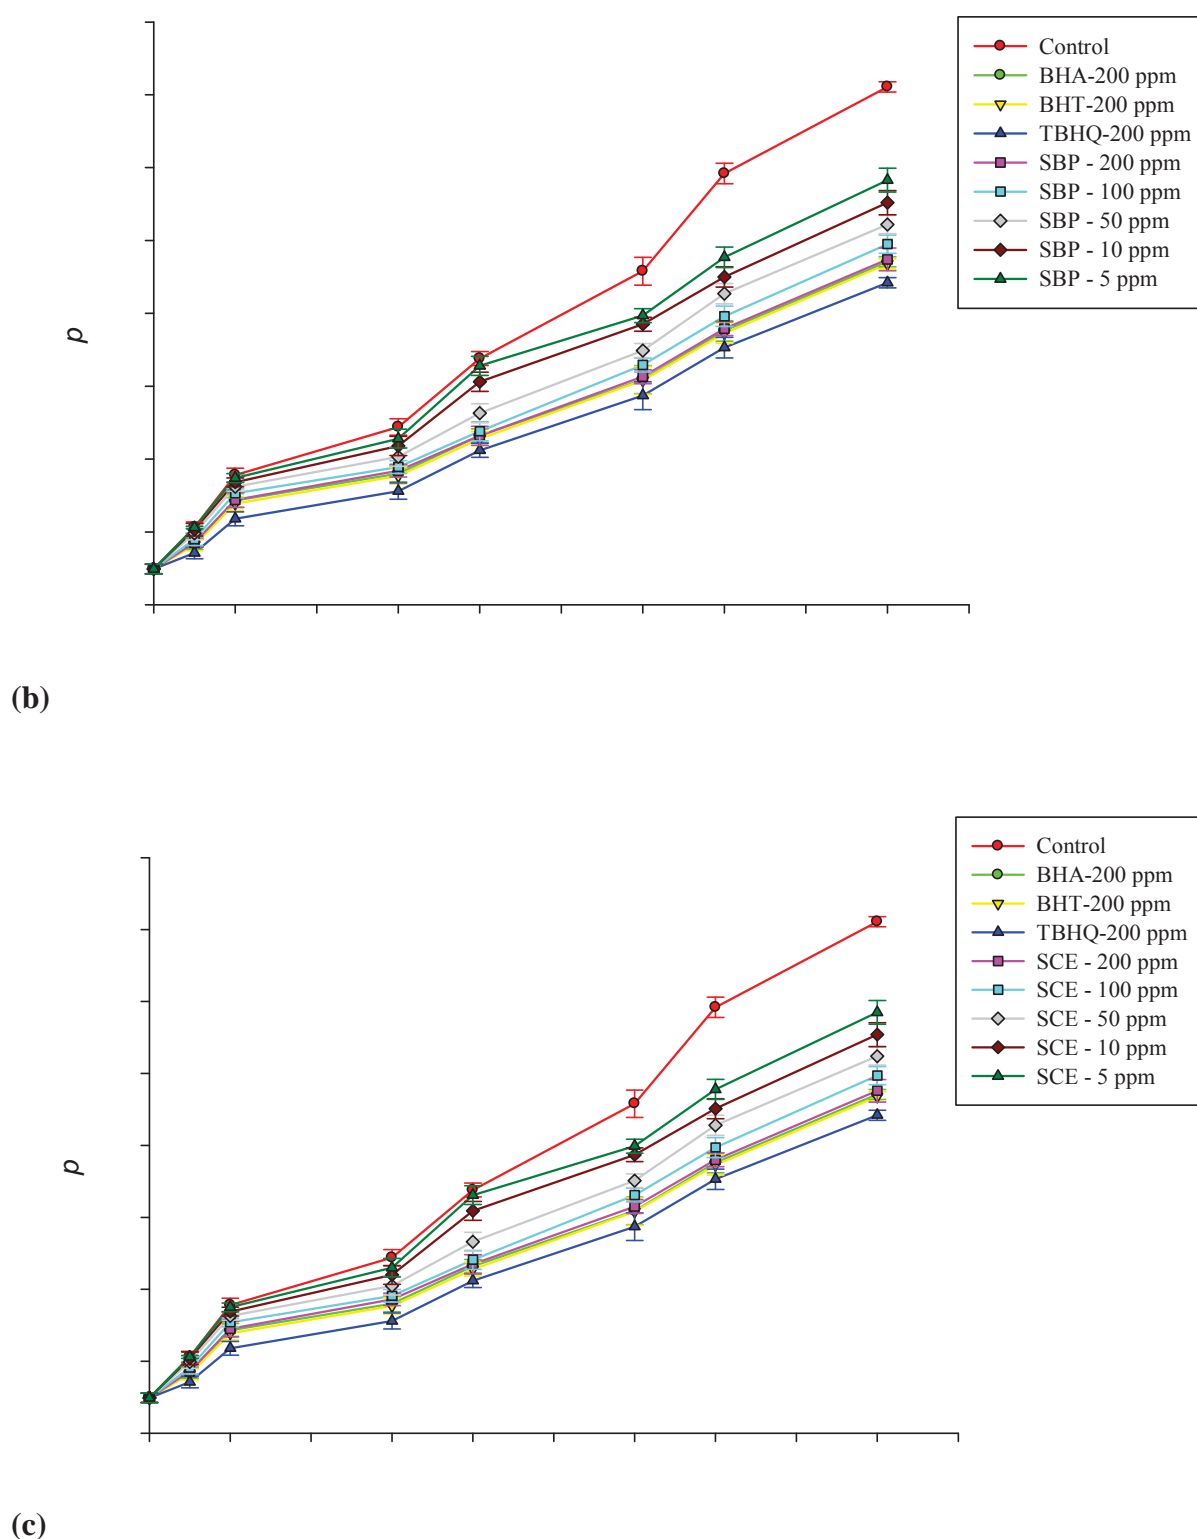 Control
BHA-200 ppm
BHT-200 ppm
TBHQ-200 ppm
SBP - 200 ppm
SBP - 100 ppm
SBP - 50 ppm
SBP - 10 ppm
SBP - 5 ppm
p
(b)
Control
BHA-200 ppm
BHT-200 ppm
TBHQ-200 ppm
SCE - 200 ppm
SCE - 100 ppm
SCE - 50 ppm
SCE - 10 ppm
SCE - 5 ppm
p
(c)